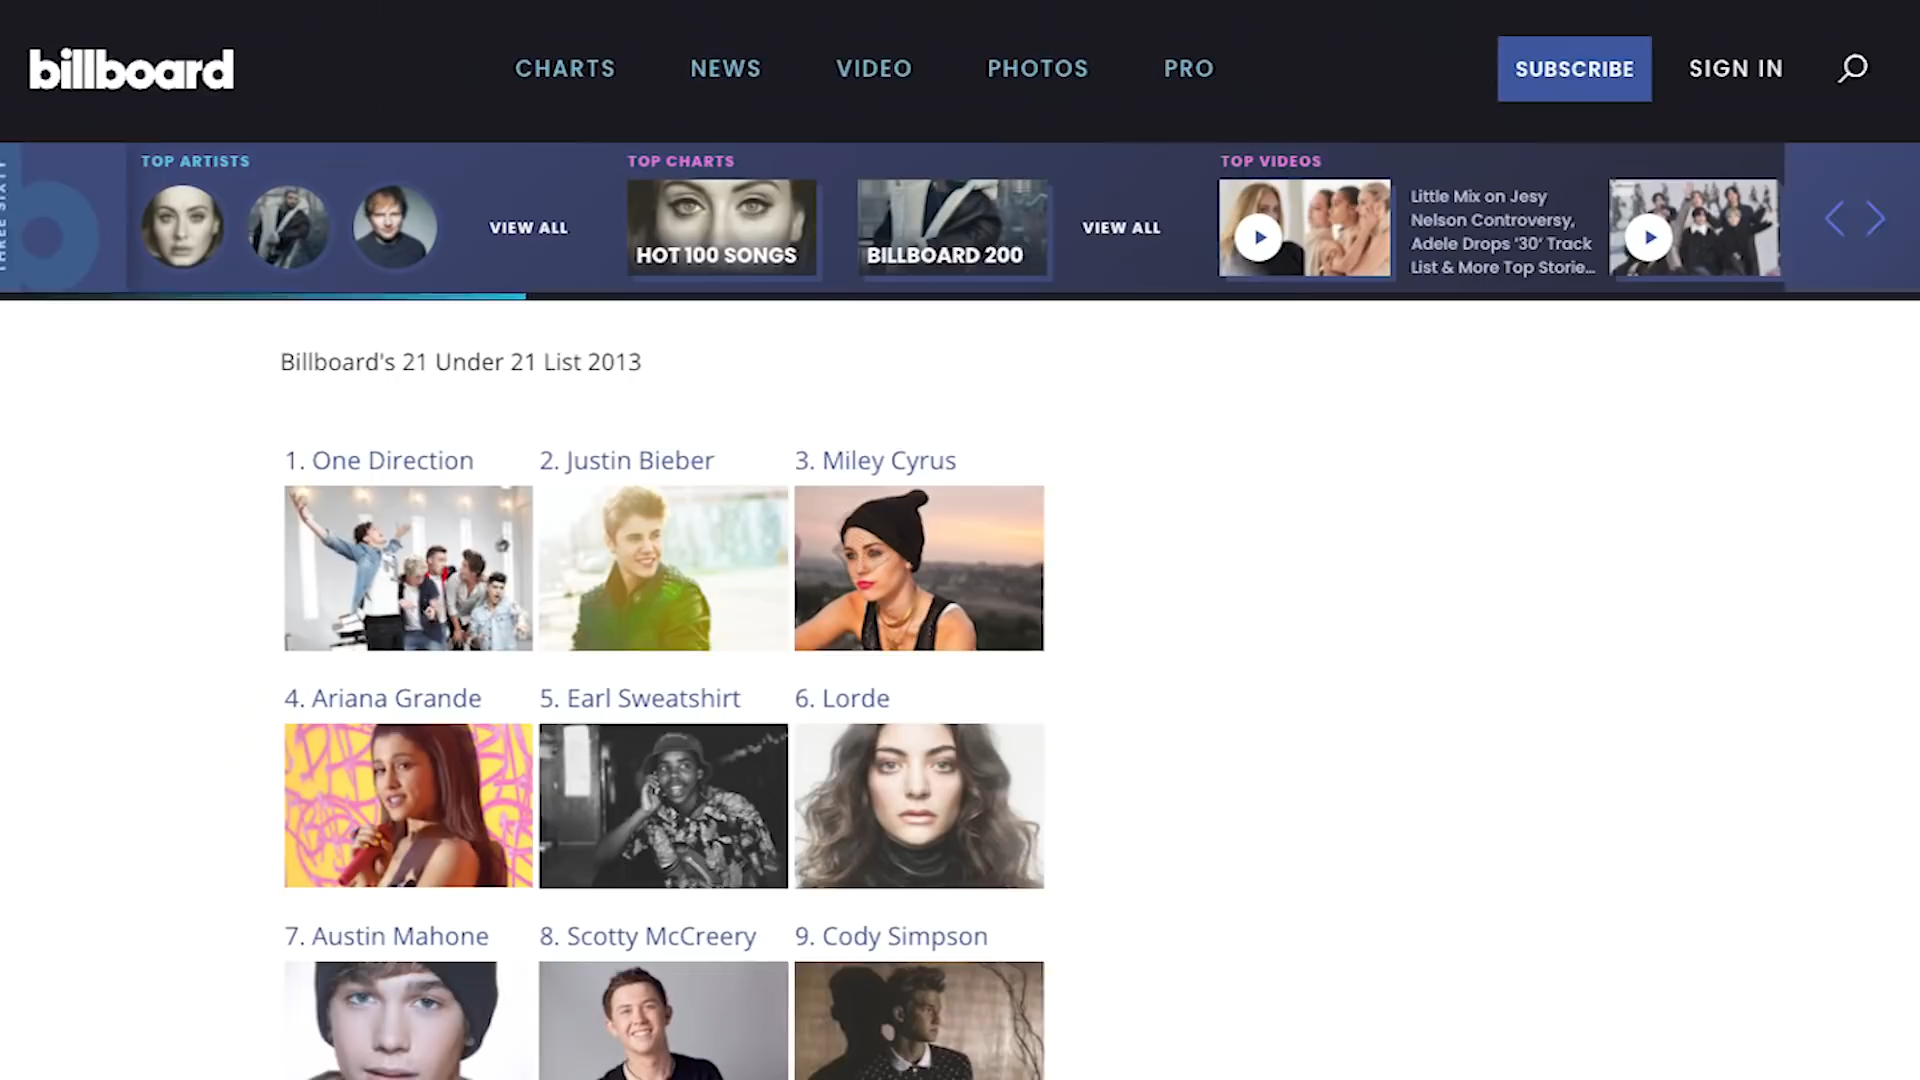 billboard
CHARTS
NEWS
VIDEO
PHOTOS
PRO
SUBSCRIBE
SIGN IN
THREE SIXTY
TOP ARTISTS
VIEW ALL
TOP CHARTS
HOT 100 SONGS
BILLBOARD 200
VIEW ALL
TOP VIDEOS
Little Mix on Jesy
Nelson Controversy,
Adele Drops '30' Track
List & More Top Storie...
Billboard's 21 Under 21 List 2013
1. One Direction
2. Justin Bieber
3. Miley Cyrus
4. Ariana Grande
5. Earl Sweatshirt
6. Lorde
7. Austin Mahone
8. Scotty McCreery
9. Cody Simpson